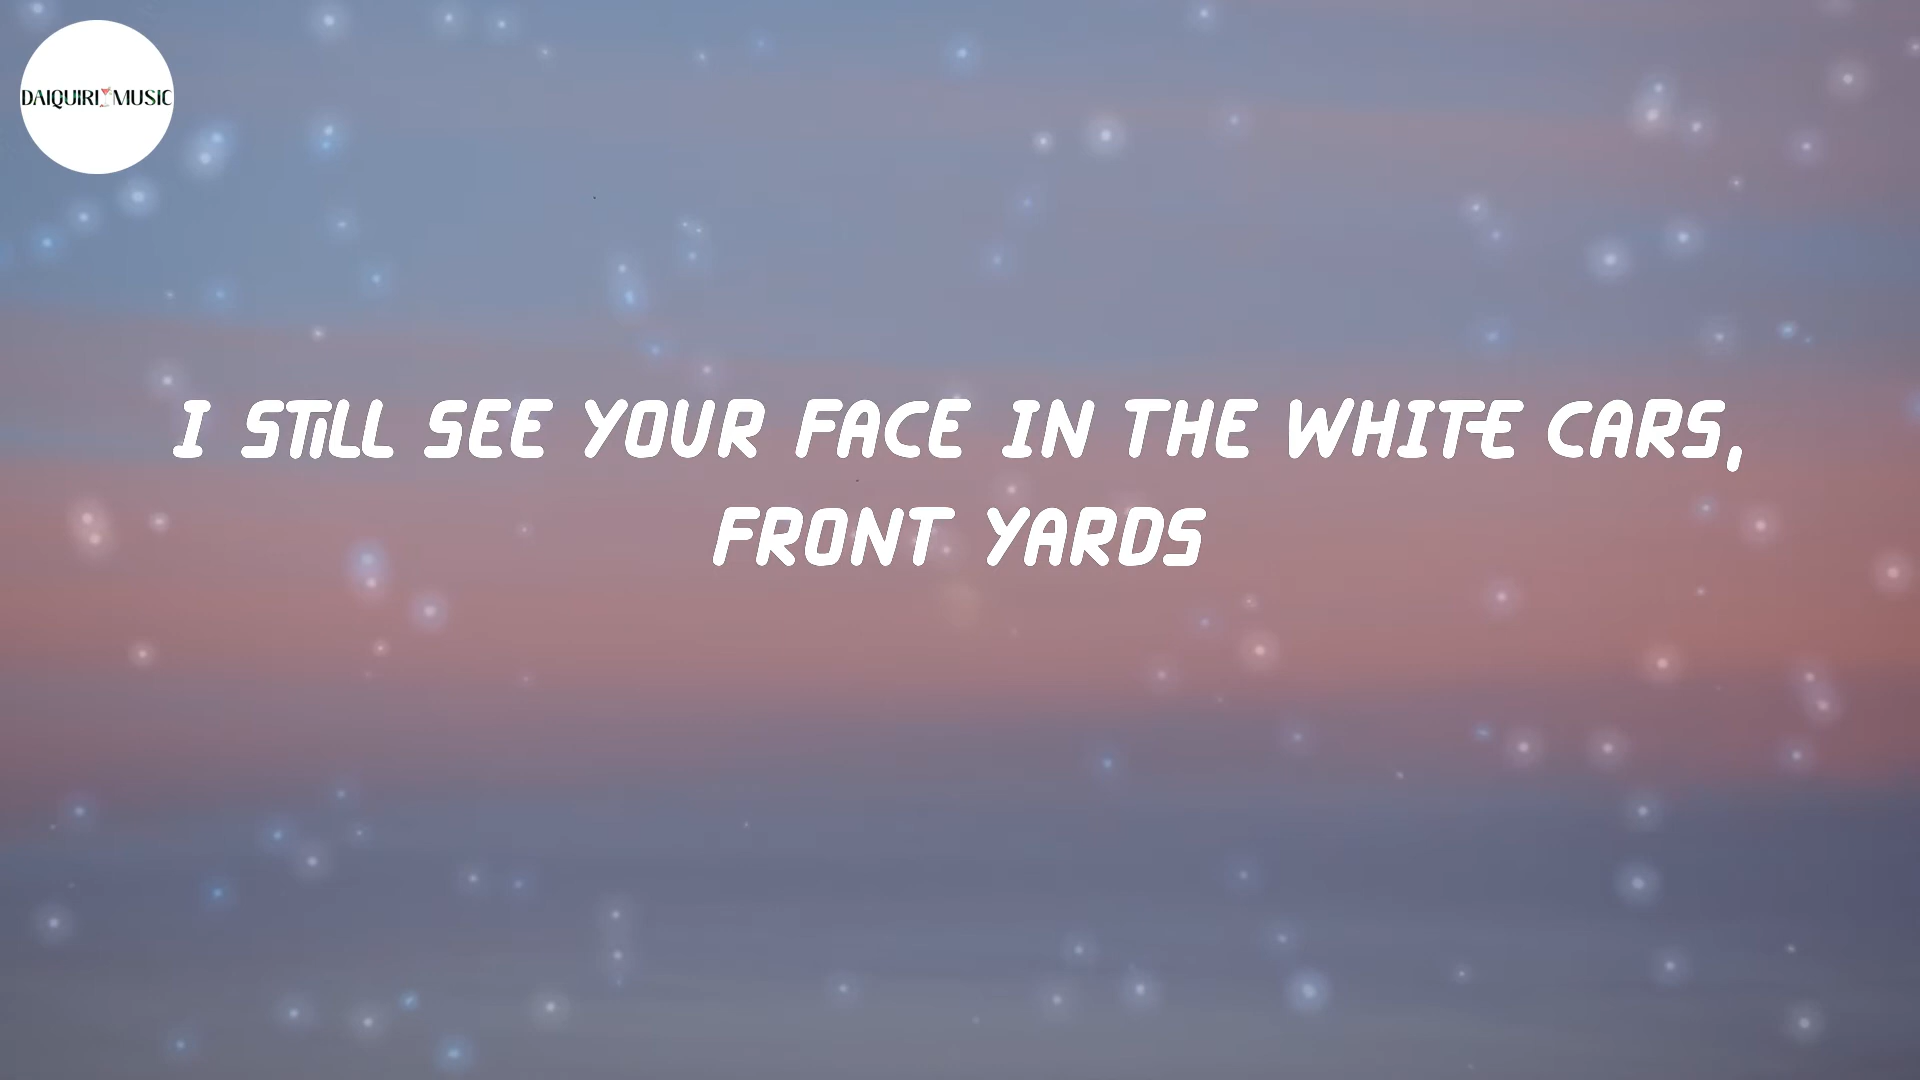 DAIQUIRI MUSIC
I STILL SEE YOUR FACE IN THE WHITE CARS,
FRONT YARDS